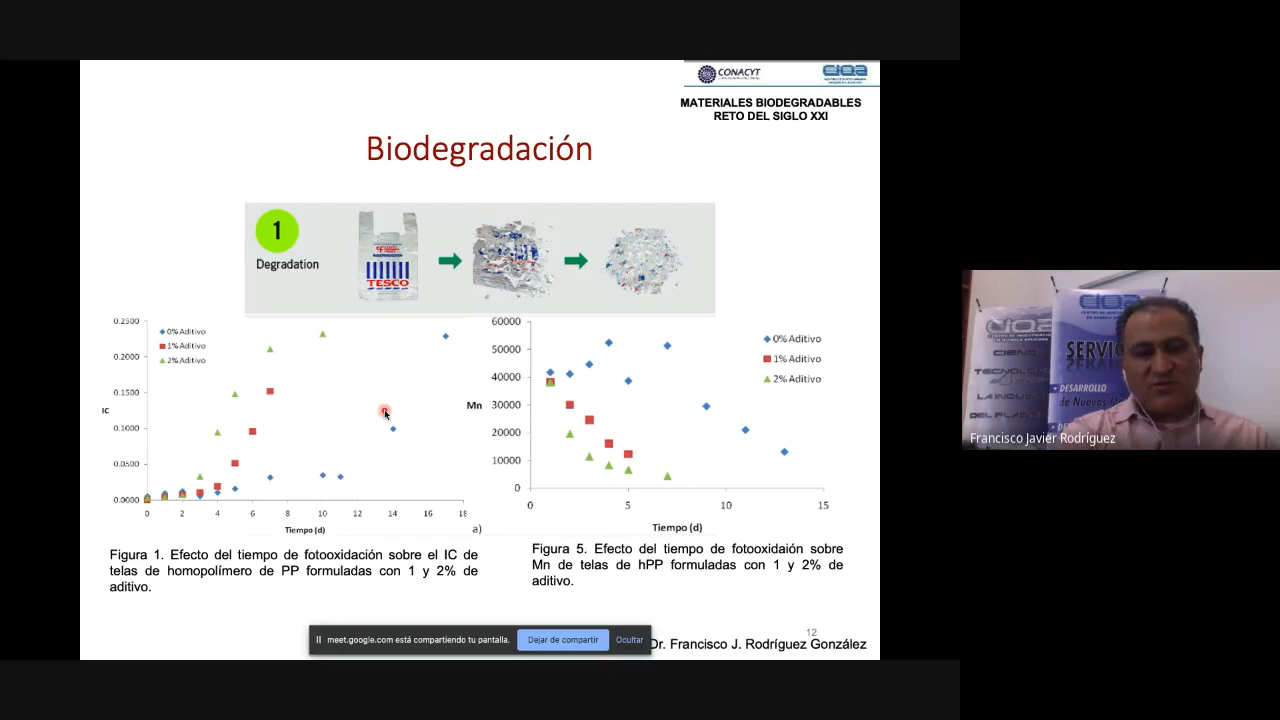 CONACYT
CIQA
MATERIALES BIODEGRADABLES
RETO DEL SIGLO XXI
Biodegradación
1
Degradation
TESCO
0.2500
0.2000
0.1500
0.1000
0.0500
0.0000
IC
0% Aditivo
1% Aditivo
2% Aditivo
0 2 4 6 8 10 12 14 16 18
Tiempo (d)
60000
50000
40000
30000
20000
10000
0
Mn
0% Aditivo
1% Aditivo
2% Aditivo
0 5 10 15
a)
Tiempo (d)
Figura 1. Efecto del tiempo de fotooxidación sobre el IC de
telas de homopolímero de PP formuladas con 1 y 2% de
aditivo.
Figura 5. Efecto del tiempo de fotooxidaión sobre
Mn de telas de hPP formuladas con 1 y 2% de
aditivo.
12
Dr. Francisco J. Rodríguez González
meet.google.com está compartiendo tu pantalla.
Dejar de compartir
Ocultar
CIQA
CIQA
SERVIC
DESARROLLO
de Nuevos M
Francisco Javier Rodríguez